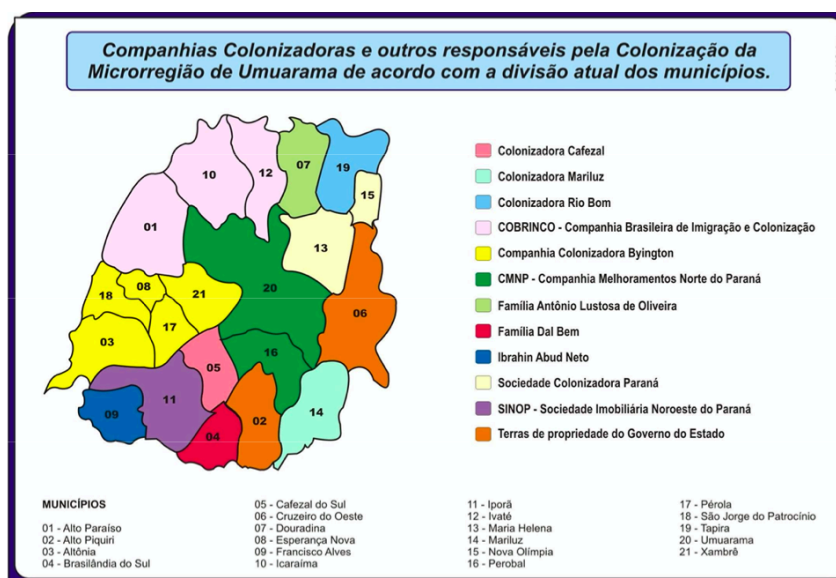 Companhias Colonizadoras e outros responsáveis pela Colonização da
Microrregião de Umuarama de acordo com a divisão atual dos municípios.
10
12
07
19
15
01
13
20
08
18
21
06
17
03
16
05
11
02
09
14
04
Colonizadora Cafezal
Colonizadora Mariluz
Colonizadora Rio Bom
COBRINCO - Companhia Brasileira de Imigração e Colonização
Companhia Colonizadora Byington
CMNP - Companhia Melhoramentos Norte do Paraná
Família Antônio Lustosa de Oliveira
Família Dal Bem
Ibrahin Abud Neto
Sociedade Colonizadora Paraná
SINOP - Sociedade Imobiliária Noroeste do Paraná
Terras de propriedade do Governo do Estado
MUNICÍPIOS
01 - Alto Paraíso
02 - Alto Piquiri
03 - Altônia
04 - Brasilândia do Sul
05 - Cafezal do Sul
06 - Cruzeiro do Oeste
07 - Douradina
08 - Esperança Nova
09 - Francisco Alves
10 - Icaraíma
11 - Iporã
12 - Ivaté
13 - Maria Helena
14 - Mariluz
15 - Nova Olímpia
16 - Perobal
17 - Pérola
18 - São Jorge do Patrocínio
19 - Tapira
20 - Umuarama
21 - Xambrê